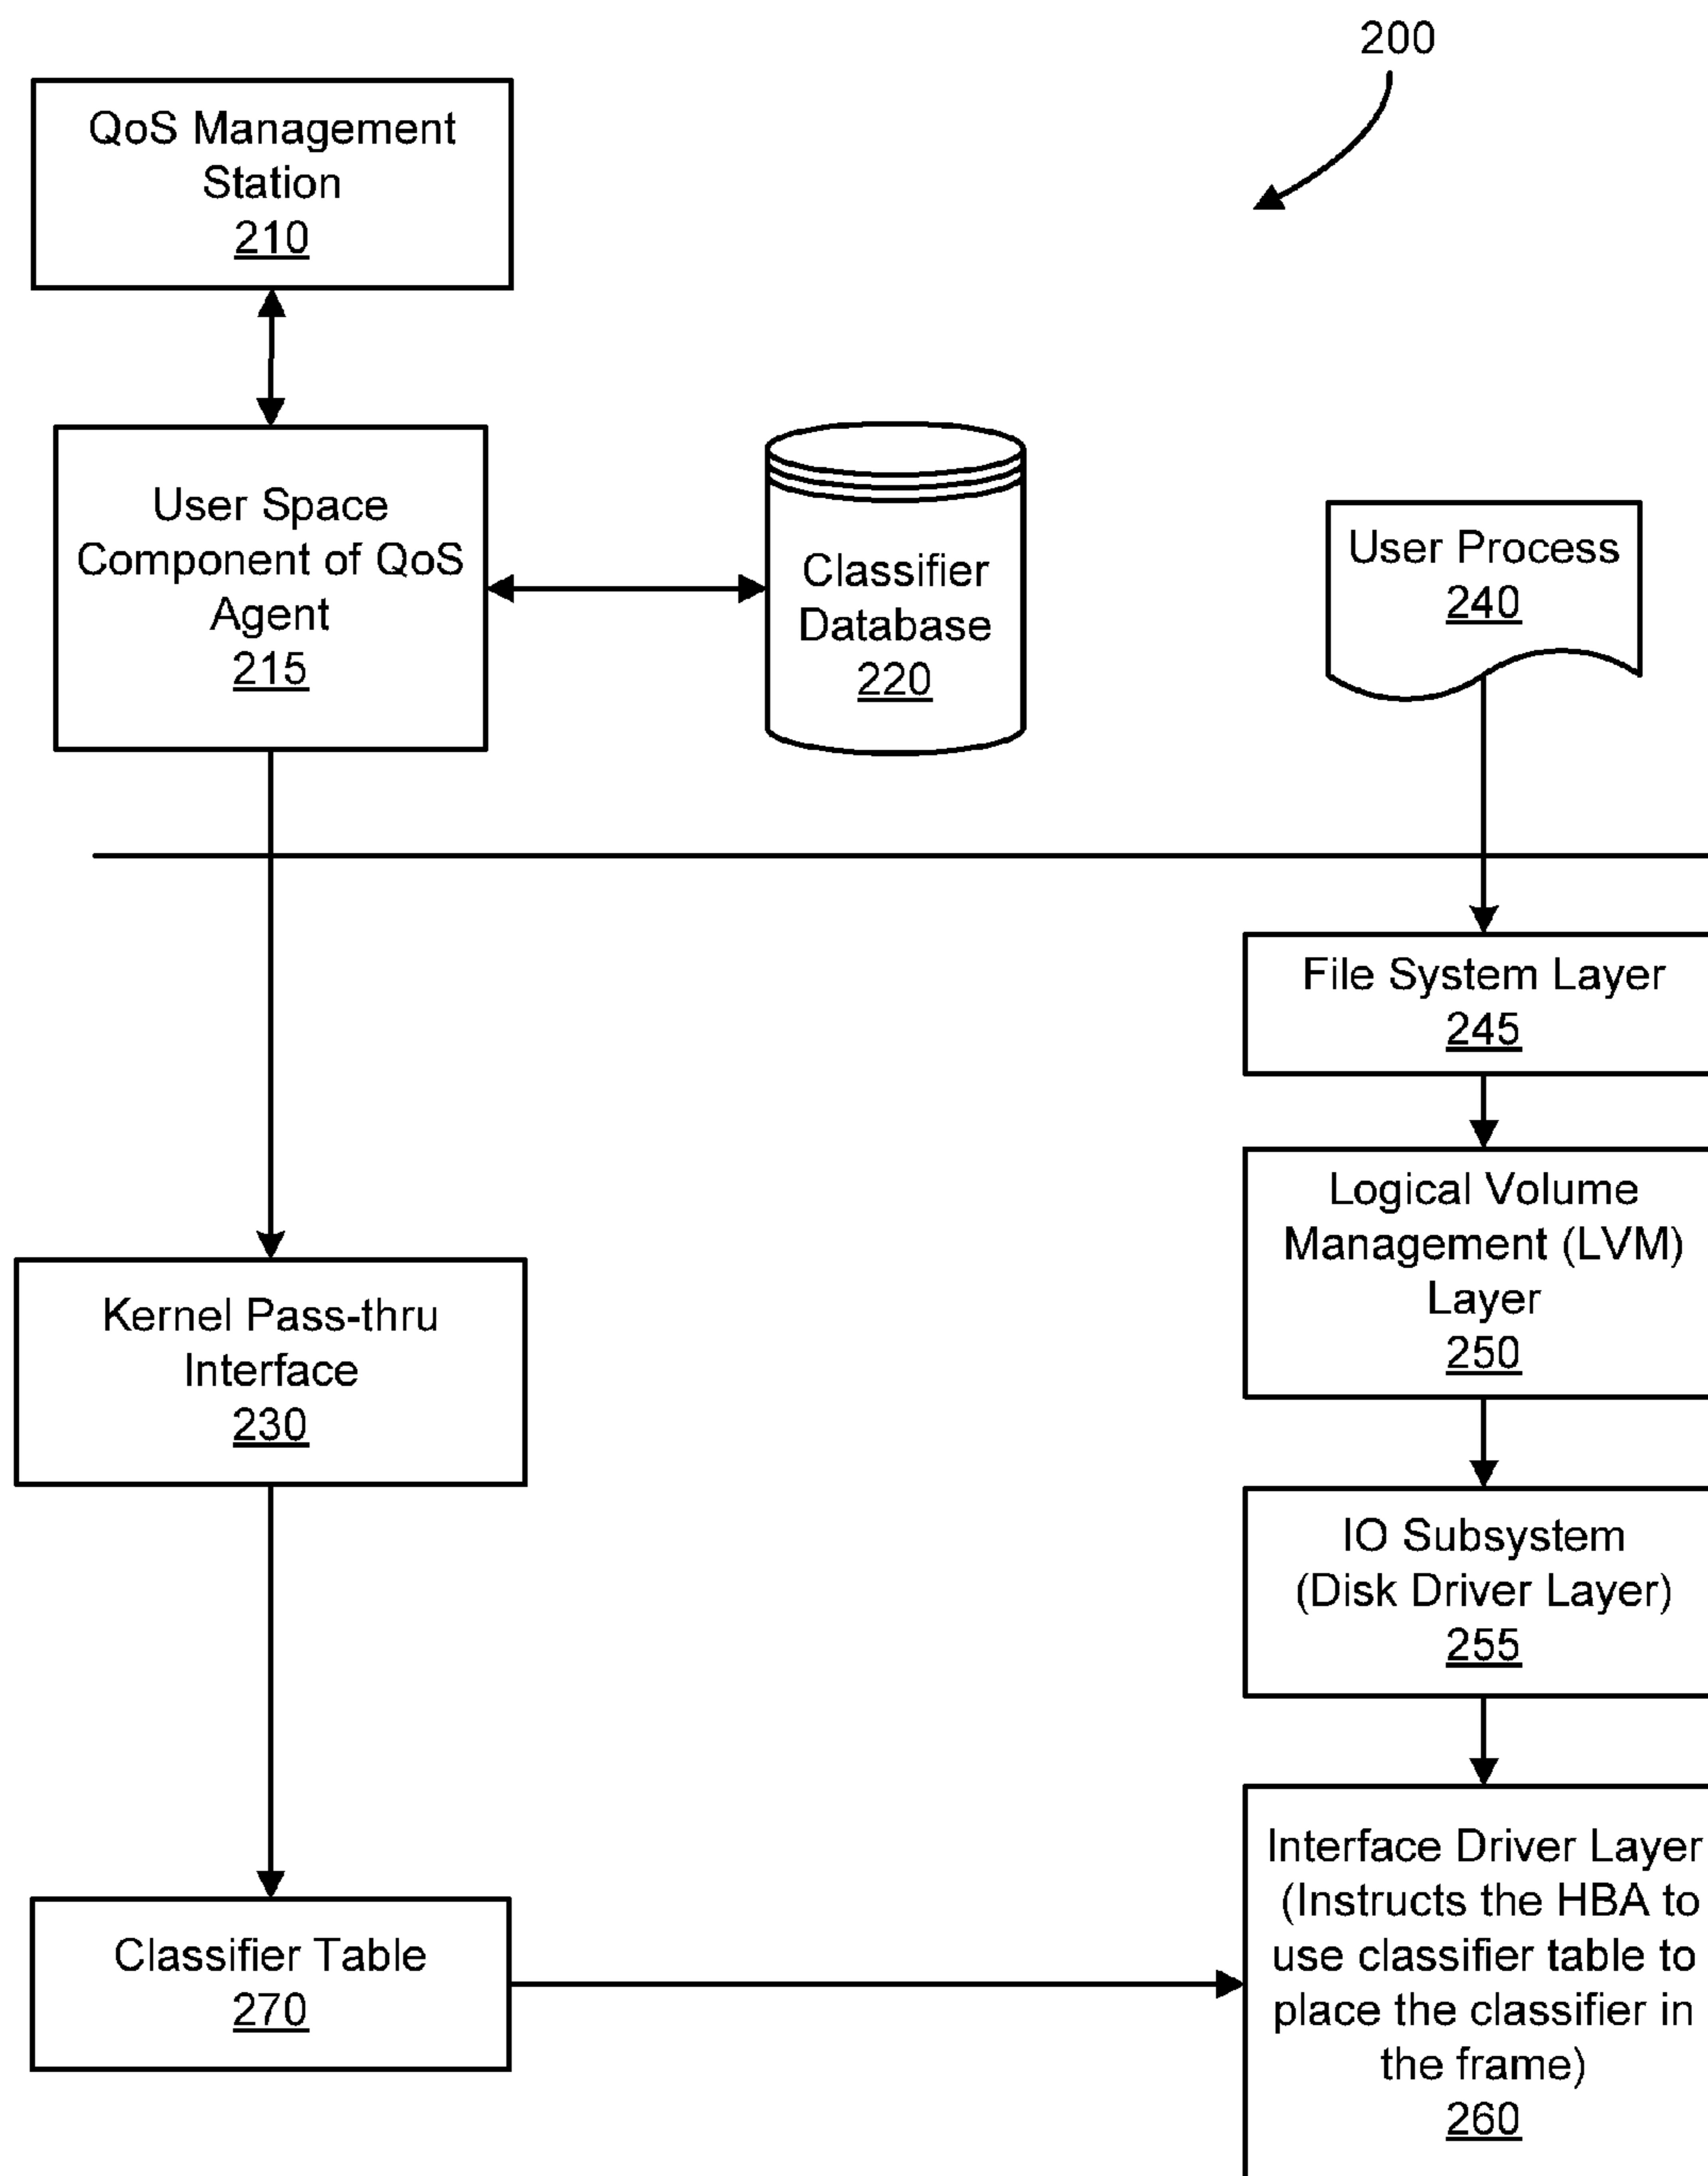 200
QoS Management
Station
210
User Space
Component of QoS
Agent
215
Classifier
Database
220
User Process
240
File System Layer
245
Logical Volume
Management (LVM)
Layer
250
Kernel Pass-thru
Interface
230
IO Subsystem
(Disk Driver Layer)
255
Interface Driver Layer
(Instructs the HBA to
use classifier table to
place the classifier in
the frame)
260
Classifier Table
270